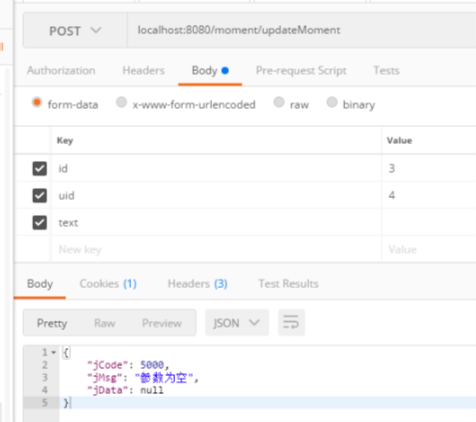 POST
localhost:8080/moment/updateMoment
Authorization Headers Body Pre-request Script Tests
form-data x-www-form-urlencoded raw binary
Key Value
id 3
uid 4
text
New key Value
Body Cookies (1) Headers (3) Test Results
Pretty Raw Preview JSON
1 {
2 "jCode": 5000,
3 "jMsg": "参数为空",
4 "jData": null
5 }